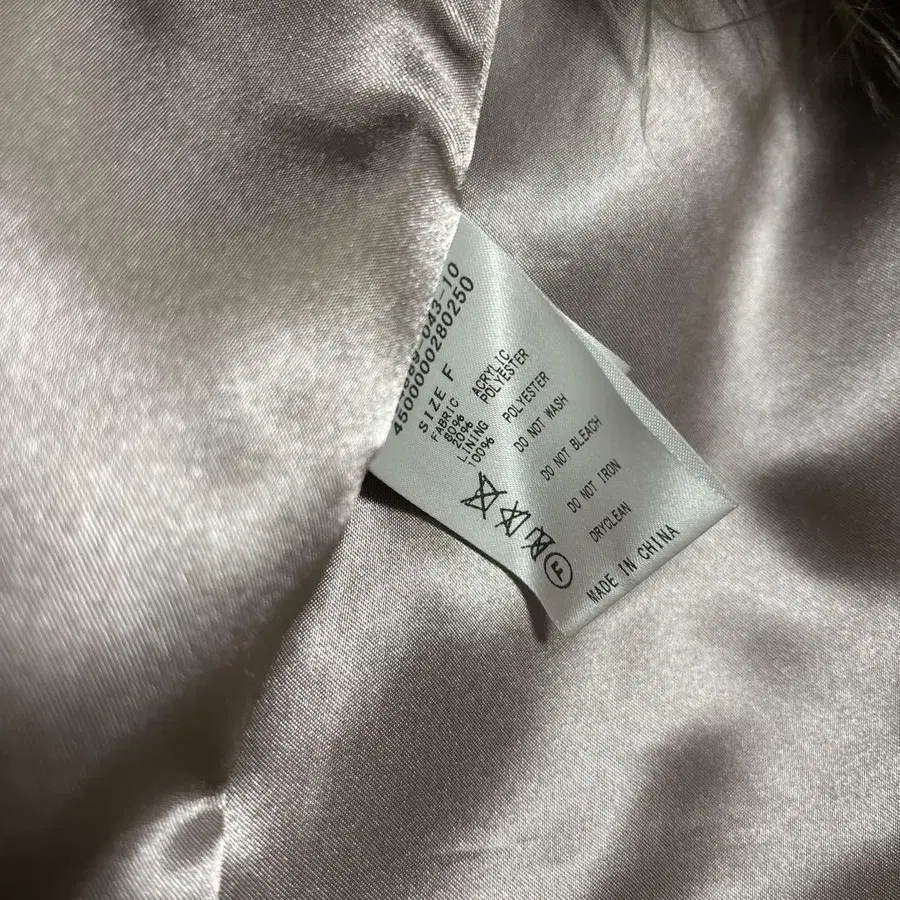 043-10
4500000280250
SIZE F
FABRIC
80% ACRYLIC
20% POLYESTER
LINING
100% POLYESTER
DO NOT WASH
DO NOT BLEACH
DO NOT IRON
DRYCLEAN
F
MADE IN CHINA